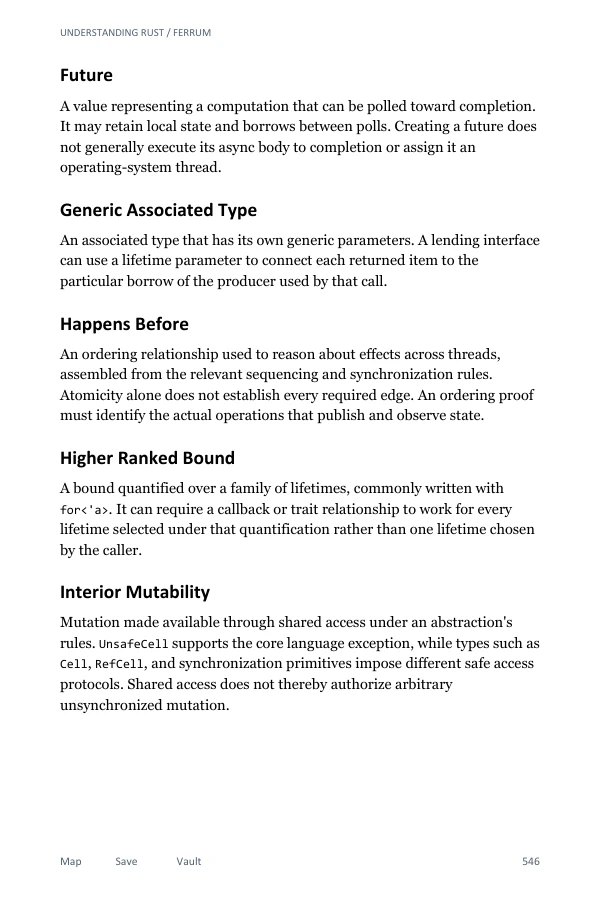 UNDERSTANDING RUST / FERRUM
Future
A value representing a computation that can be polled toward completion.
It may retain local state and borrows between polls. Creating a future does
not generally execute its async body to completion or assign it an
operating-system thread.
Generic Associated Type
An associated type that has its own generic parameters. A lending interface
can use a lifetime parameter to connect each returned item to the
particular borrow of the producer used by that call.
Happens Before
An ordering relationship used to reason about effects across threads,
assembled from the relevant sequencing and synchronization rules.
Atomicity alone does not establish every required edge. An ordering proof
must identify the actual operations that publish and observe state.
Higher Ranked Bound
A bound quantified over a family of lifetimes, commonly written with
for<'a>. It can require a callback or trait relationship to work for every
lifetime selected under that quantification rather than one lifetime chosen
by the caller.
Interior Mutability
Mutation made available through shared access under an abstraction's
rules. UnsafeCell supports the core language exception, while types such as
Cell, RefCell, and synchronization primitives impose different safe access
protocols. Shared access does not thereby authorize arbitrary
unsynchronized mutation.
Map Save Vault 546